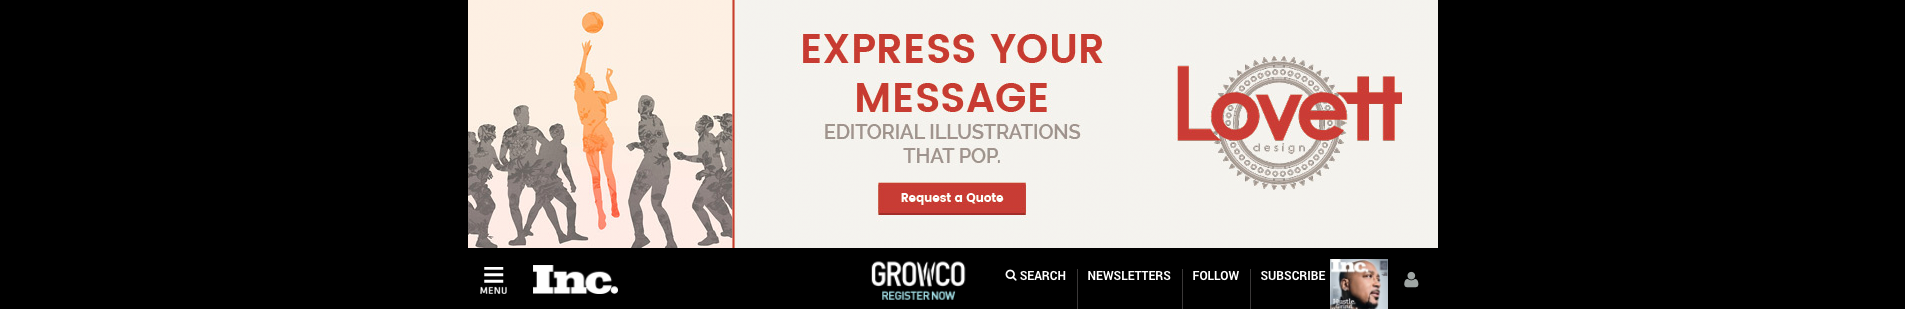 EXPRESS YOUR
MESSAGE
EDITORIAL ILLUSTRATIONS
THAT POP.
Request a Quote
Lovett
design
MENU
Inc.
GROWCO
REGISTER NOW
SEARCH
NEWSLETTERS
FOLLOW
SUBSCRIBE
Inc.
Hustle.